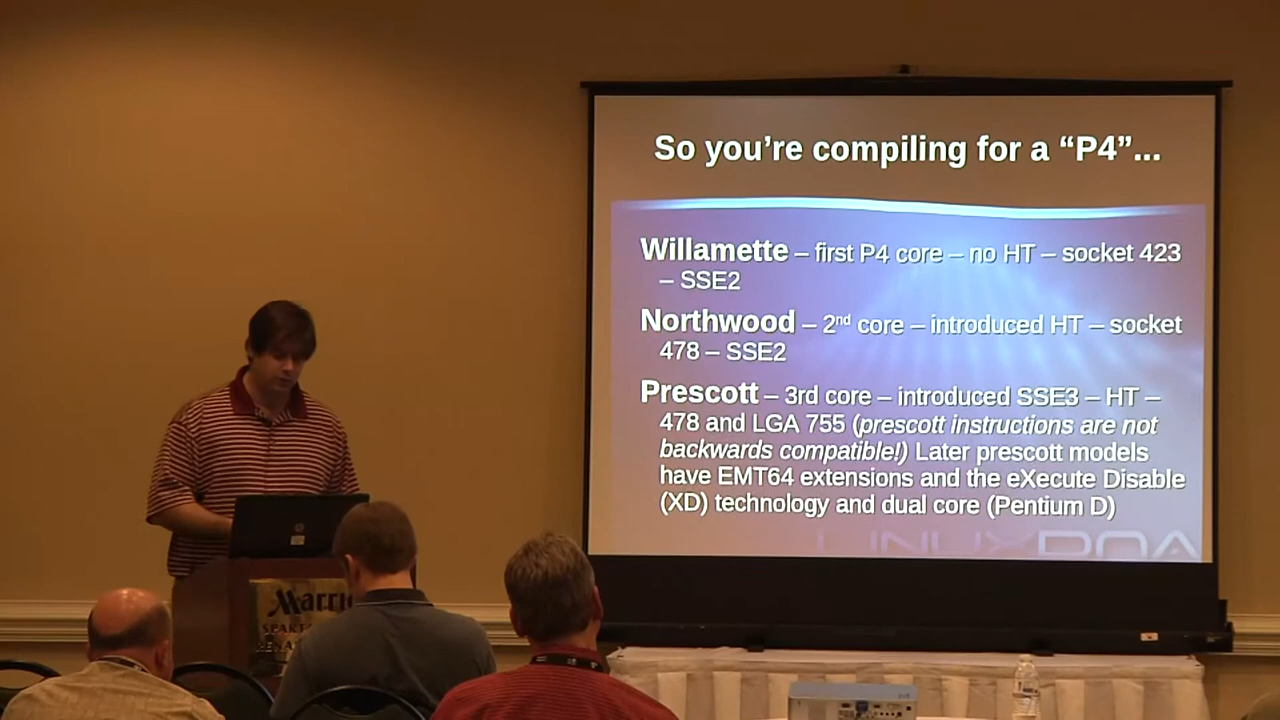 So you're compiling for a “P4”...
Willamette – first P4 core – no HT – socket 423
– SSE2
Northwood – 2nd core – introduced HT – socket
478 – SSE2
Prescott – 3rd core – introduced SSE3 – HT –
478 and LGA 755 (prescott instructions are not
backwards compatible!) Later prescott models
have EMT64 extensions and the eXecute Disable
(XD) technology and dual core (Pentium D)
LINUXDNA
Marri